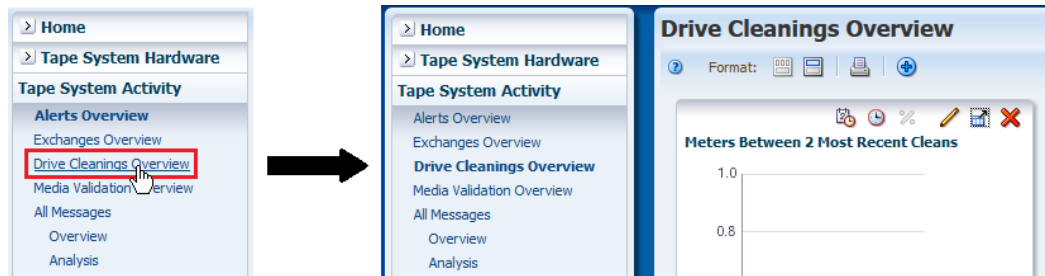 Home
Tape System Hardware
Tape System Activity
Alerts Overview
Exchanges Overview
Drive Cleanings Overview
Media Validation Overview
All Messages
Overview
Analysis
Home
Tape System Hardware
Tape System Activity
Alerts Overview
Exchanges Overview
Drive Cleanings Overview
Media Validation Overview
All Messages
Overview
Analysis
Drive Cleanings Overview
Format:
Meters Between 2 Most Recent Cleans
1.0
0.8